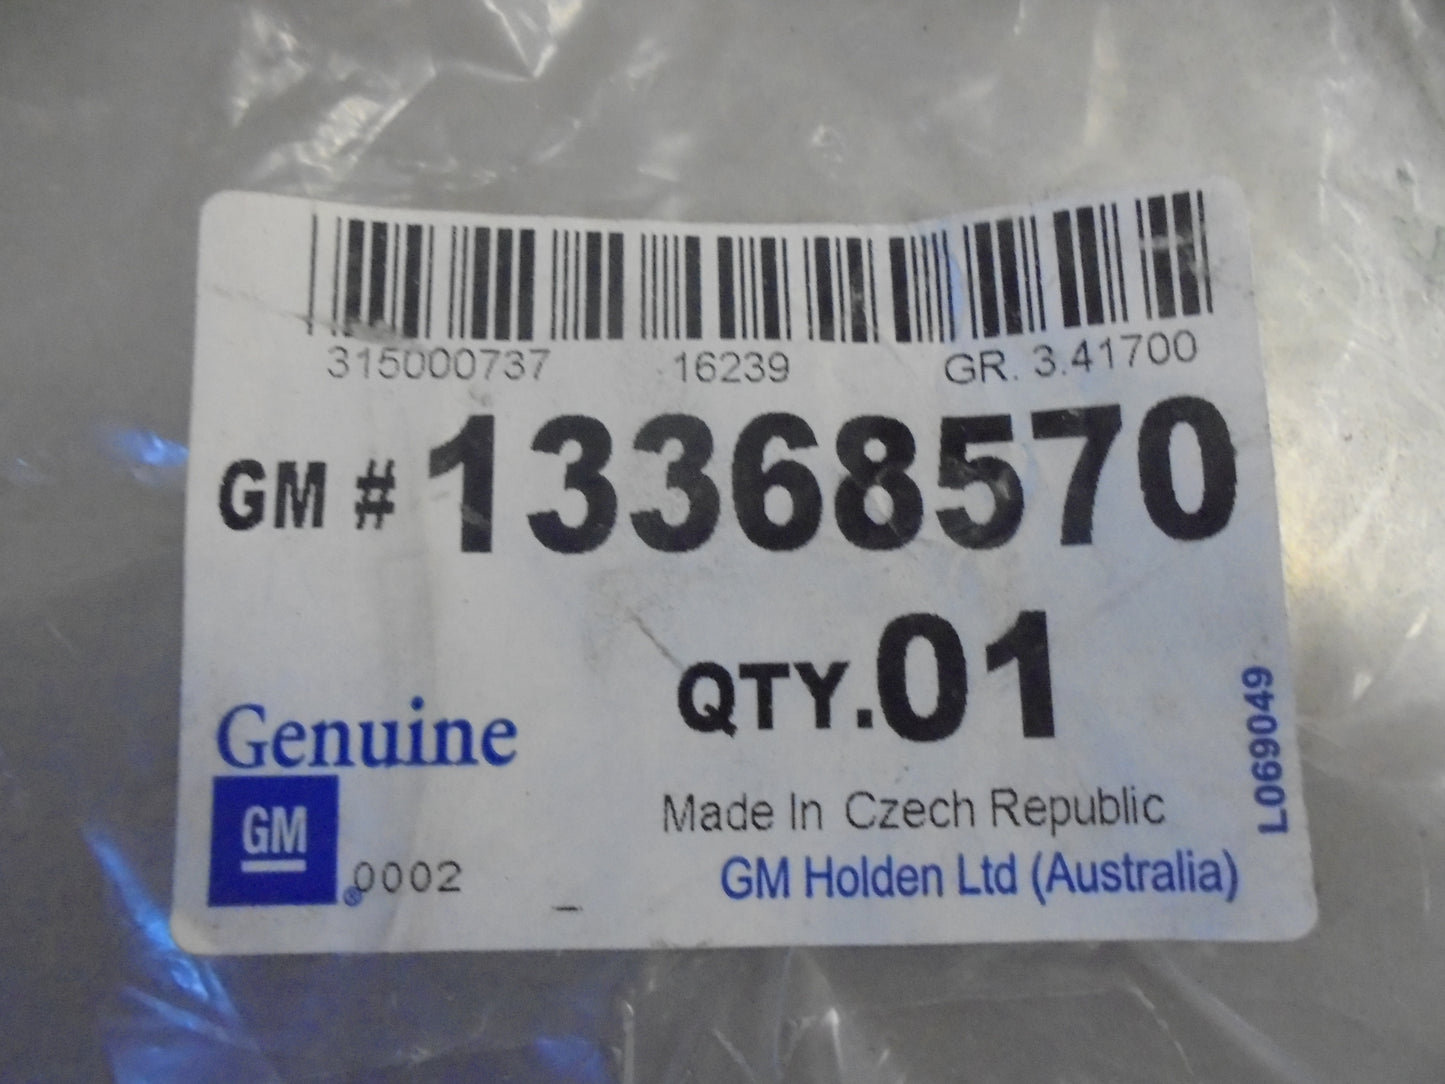 315000737 16239 GR. 3.41700
GM # 13368570
QTY. 01
Genuine
GM
® 0002
Made In Czech Republic
GM Holden Ltd (Australia)
L069049